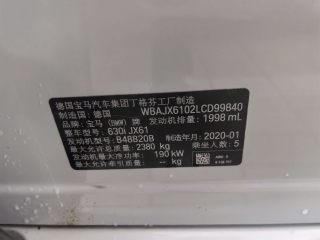 德国宝马汽车集团丁格芬工厂制造
制造国：德国 WBAJX6102LCD99840
品牌：宝马（BMW）牌 发动机排量：1998 mL
整车型号：630i JX61
发动机型号：B48B20B 制造年月：2020-01
最大允许总质量：2380 kg 乘坐人数：5
发动机最大净功率：190 kW
最大允许牵引质量：-- kg